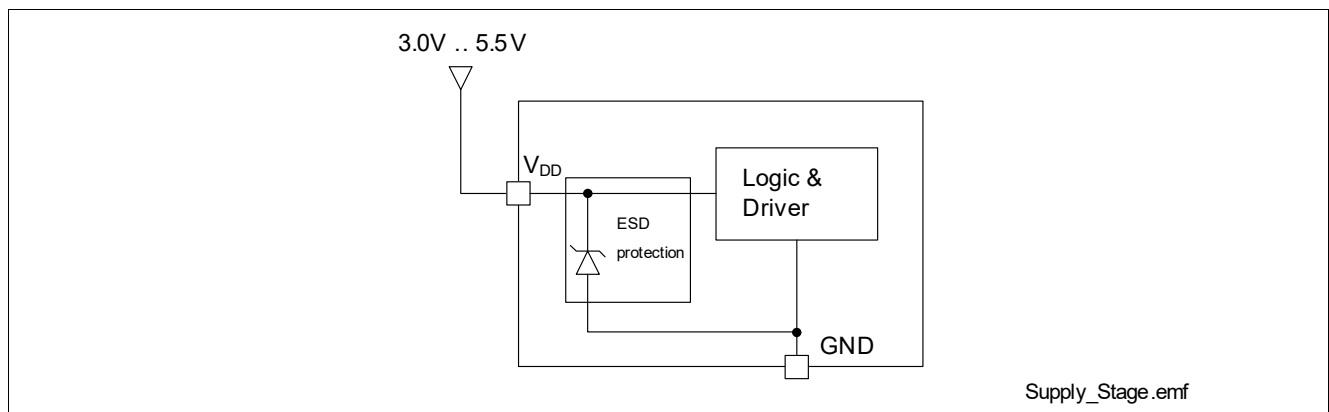 3.0V .. 5.5V
VDD
Logic &
Driver
ESD
protection
GND
Supply_Stage.emf